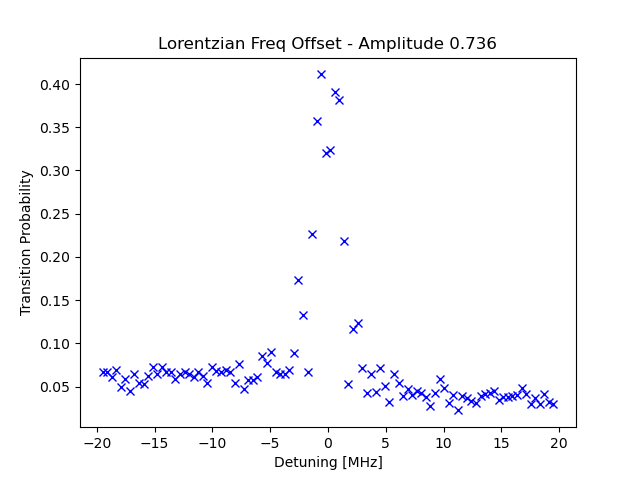 Lorentzian Freq Offset - Amplitude 0.736
Transition Probability
0.40
0.35
0.30
0.25
0.20
0.15
0.10
0.05
−20 −15 −10 −5 0 5 10 15 20
Detuning [MHz]